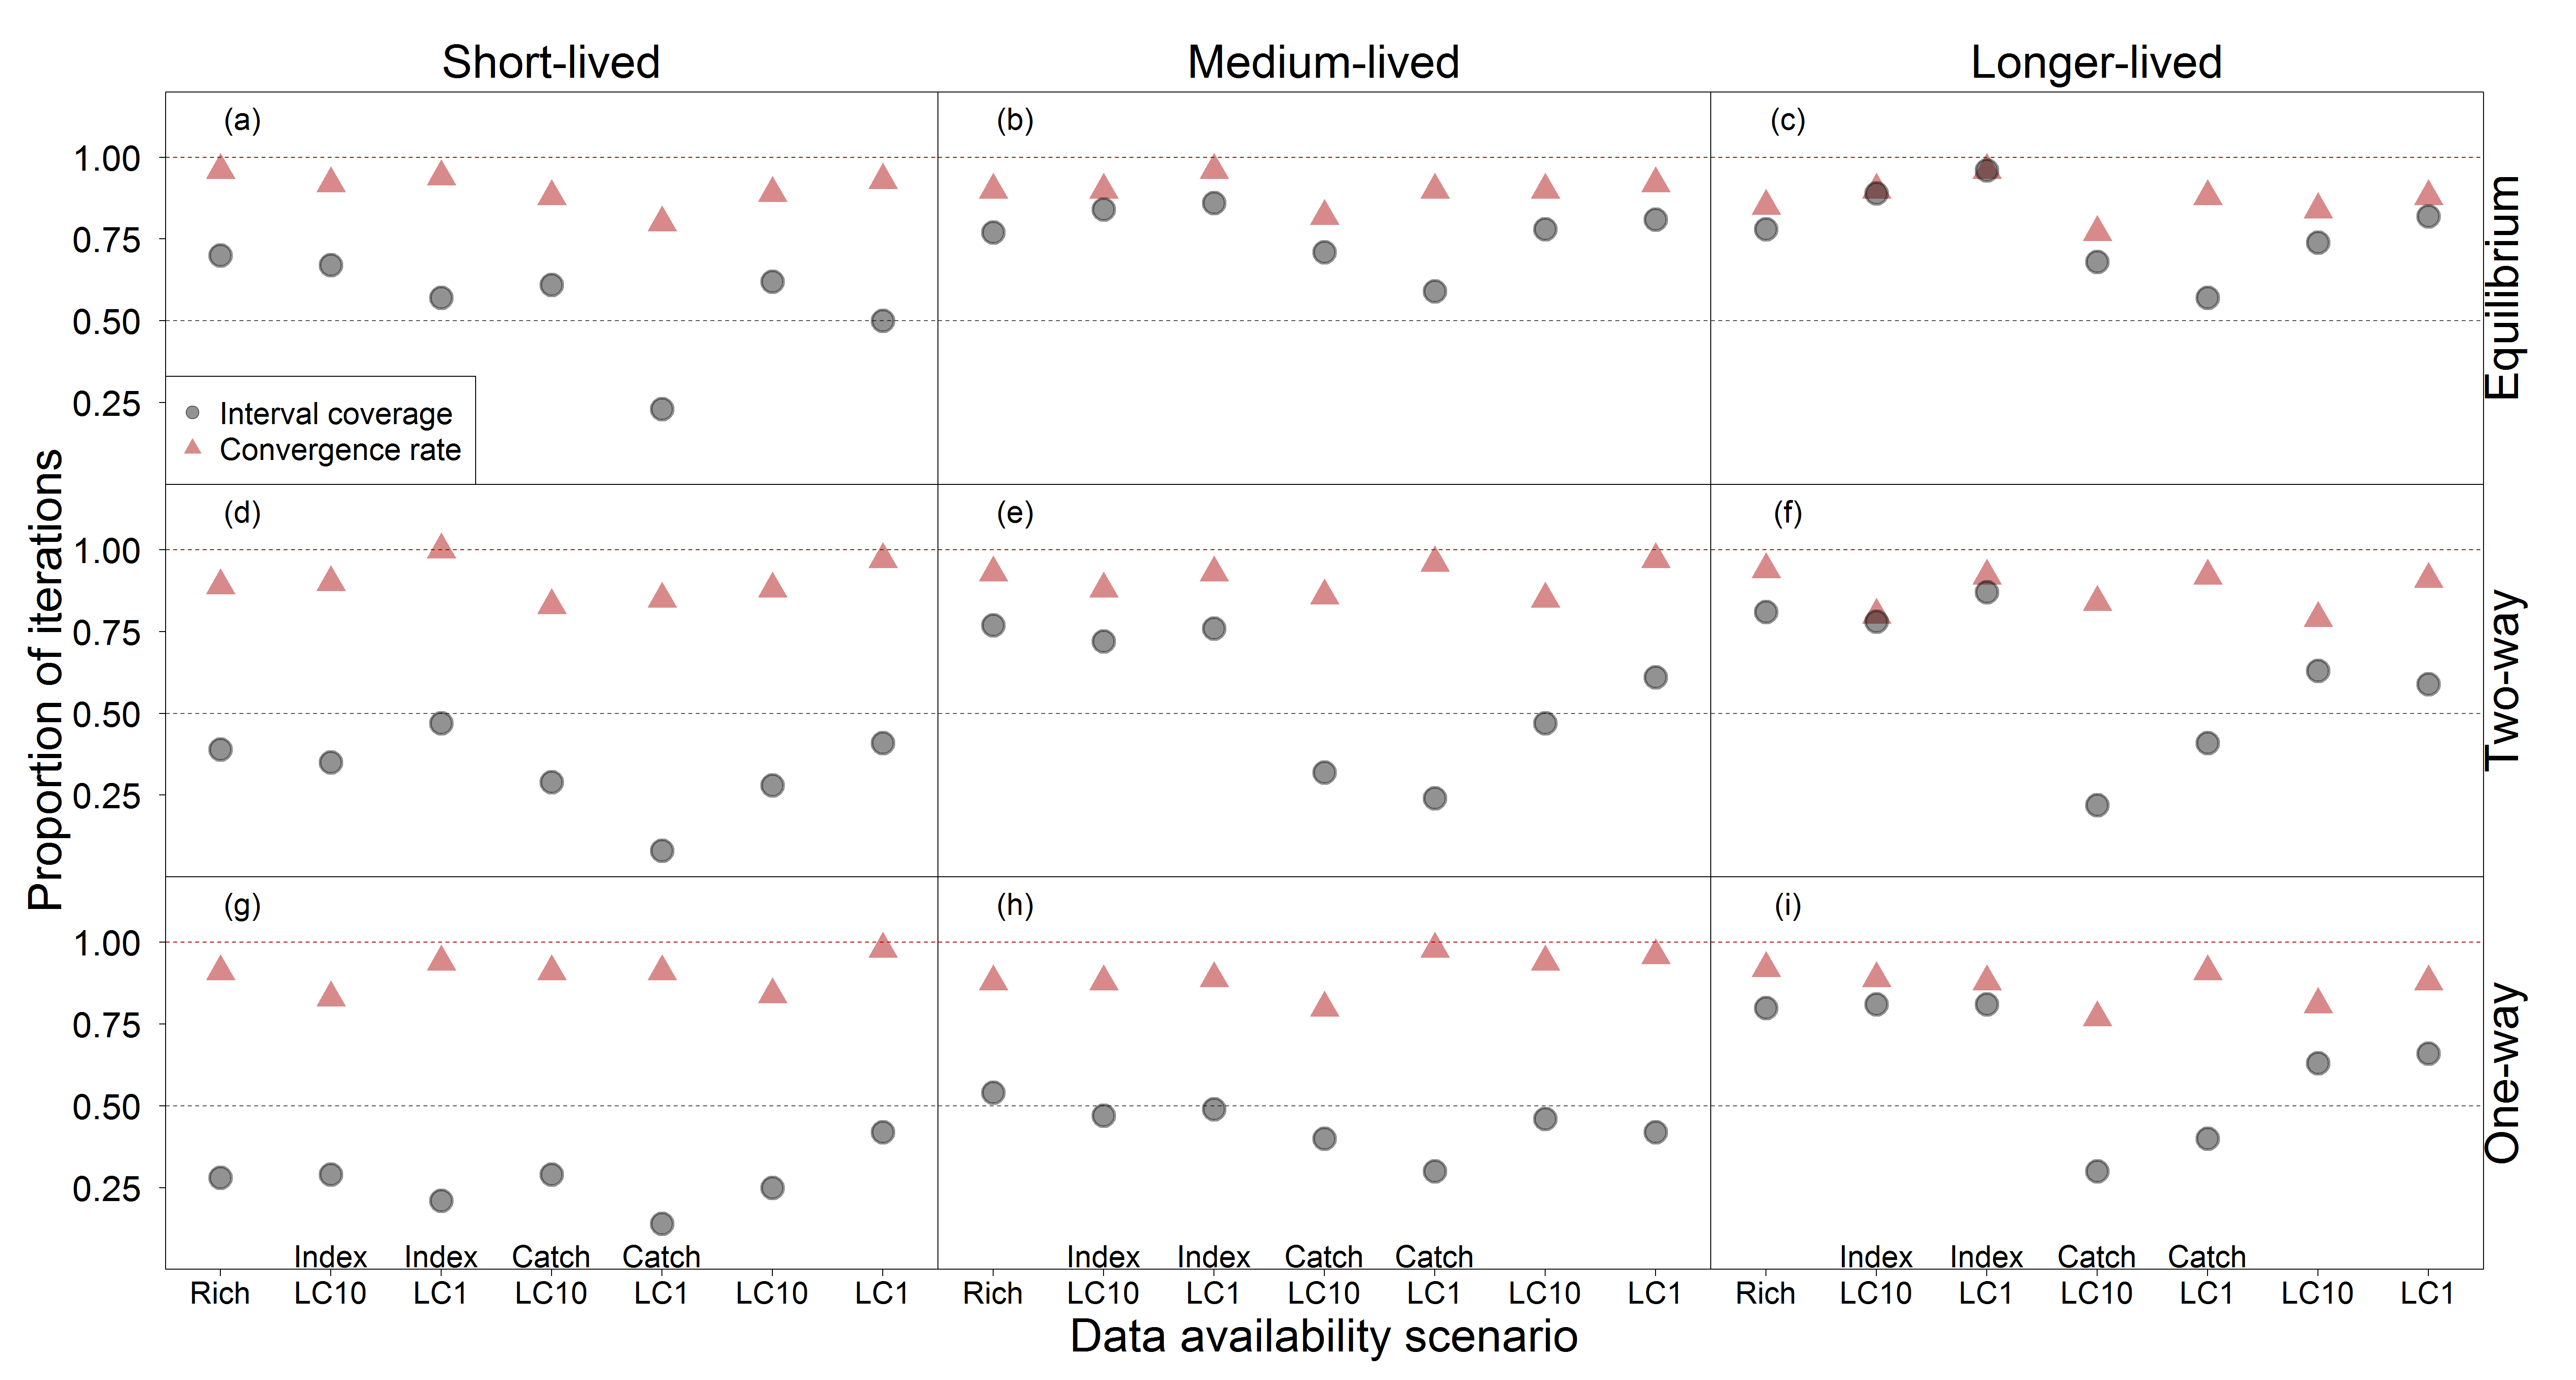 Short-lived Medium-lived Longer-lived
(a) (b) (c)
1.00
0.75
0.50
0.25
Interval coverage
Convergence rate
Equilibrium
(d) (e) (f)
1.00
0.75
0.50
0.25
Two-way
(g) (h) (i)
1.00
0.75
0.50
0.25
One-way
Proportion of iterations
Index Index Catch Catch Index Index Catch Catch Index Index Catch Catch
Rich LC10 LC1 LC10 LC1 LC10 LC1 Rich LC10 LC1 LC10 LC1 LC10 LC1 Rich LC10 LC1 LC10 LC1 LC10 LC1
Data availability scenario